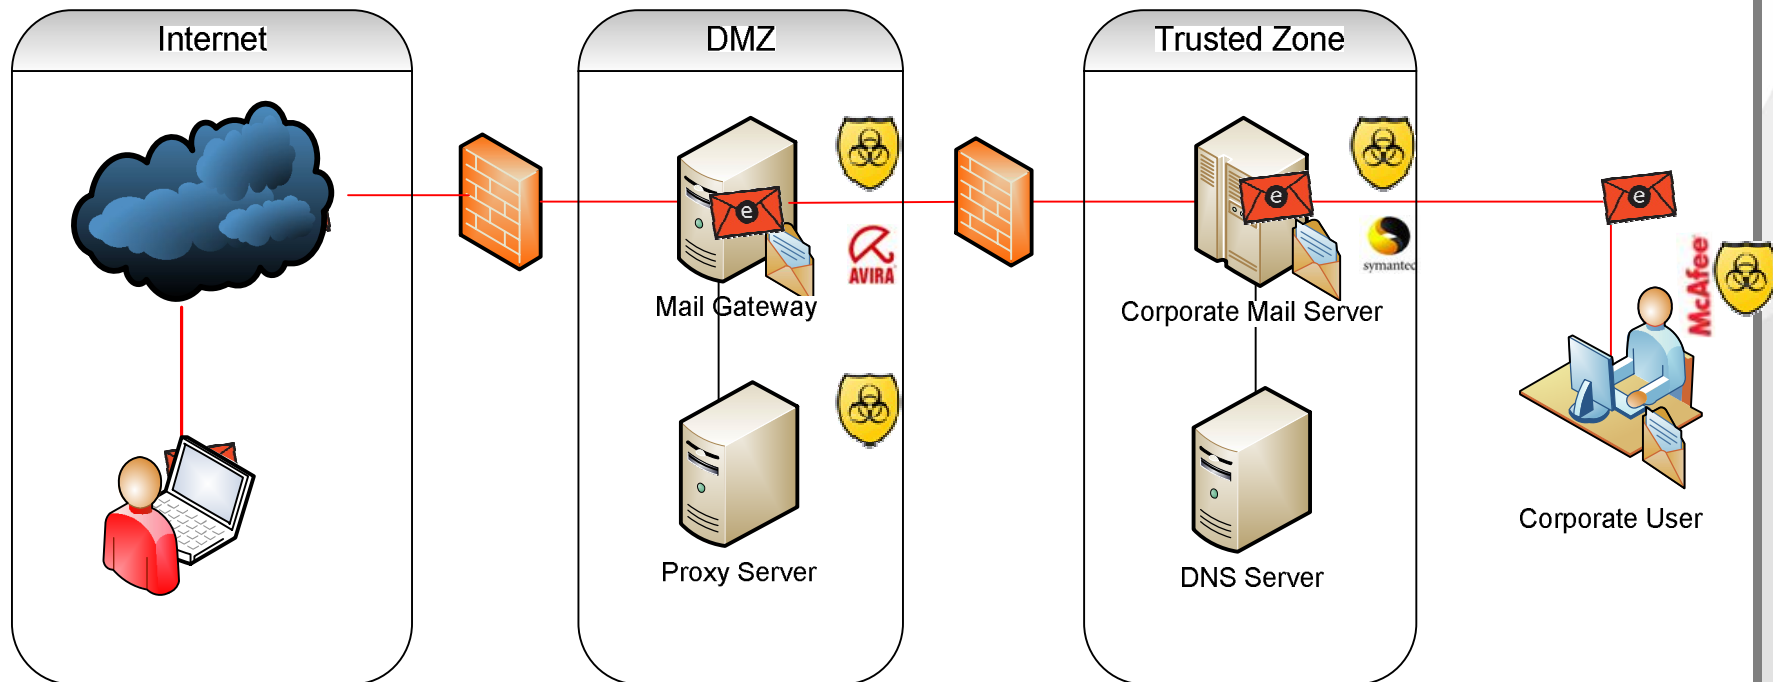 Internet
DMZ
Trusted Zone
e
e
e
AVIRA
symantec
McAfee
Mail Gateway
Corporate Mail Server
Proxy Server
DNS Server
Corporate User